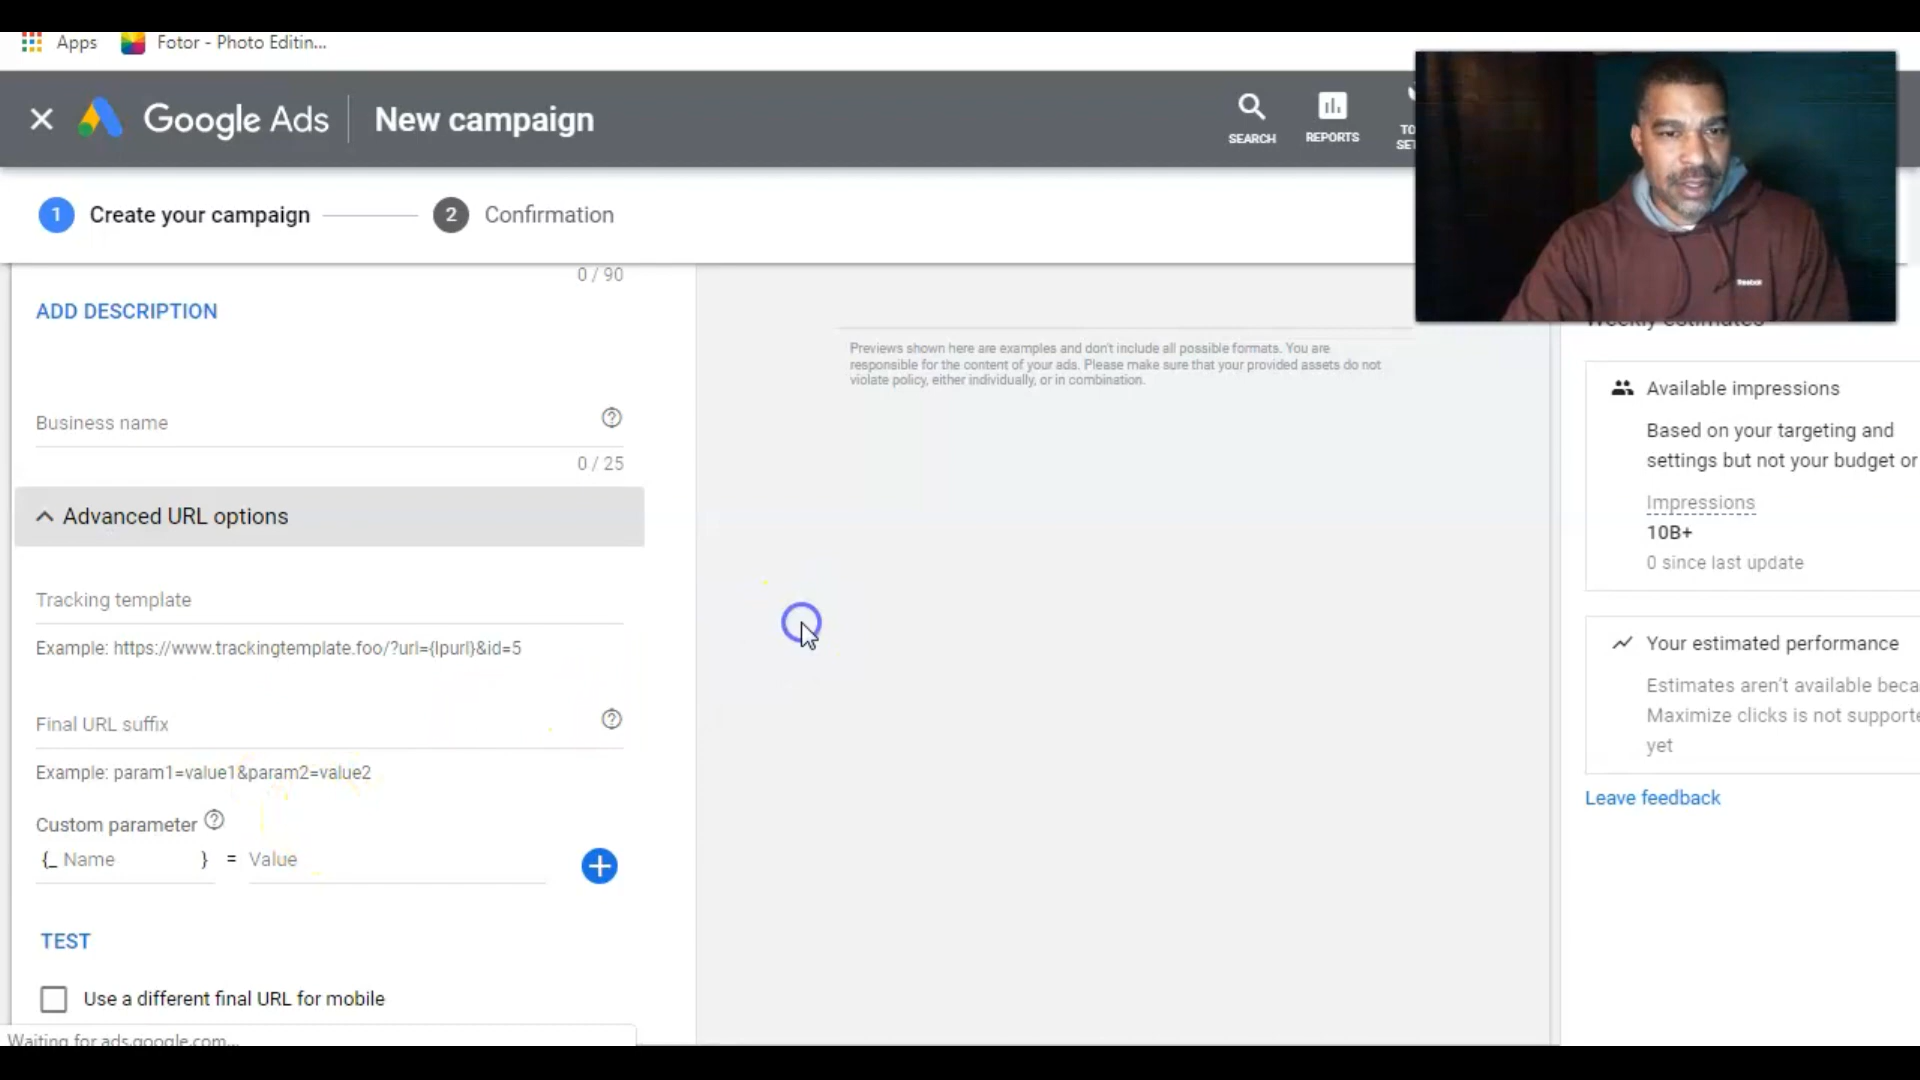 Apps
Fotor - Photo Editin...
Google Ads
New campaign
SEARCH
REPORTS
1 Create your campaign
2 Confirmation
0 / 90
ADD DESCRIPTION
Previews shown here are examples and don't include all possible formats. You are
responsible for the content of your ads. Please make sure that your provided assets do not
violate policy, either individually, or in combination.
Business name
0 / 25
Advanced URL options
Tracking template
Example: https://www.trackingtemplate.foo/?url={lpurl}&id=5
Final URL suffix
Example: param1=value1&param2=value2
Custom parameter
{_ Name } = Value
TEST
Use a different final URL for mobile
Waiting for ads.google.com...
Reebok
Weekly estimates
Available impressions
Based on your targeting and
settings but not your budget or
Impressions
10B+
0 since last update
Your estimated performance
Estimates aren't available
Maximize clicks is not
yet
Leave feedback